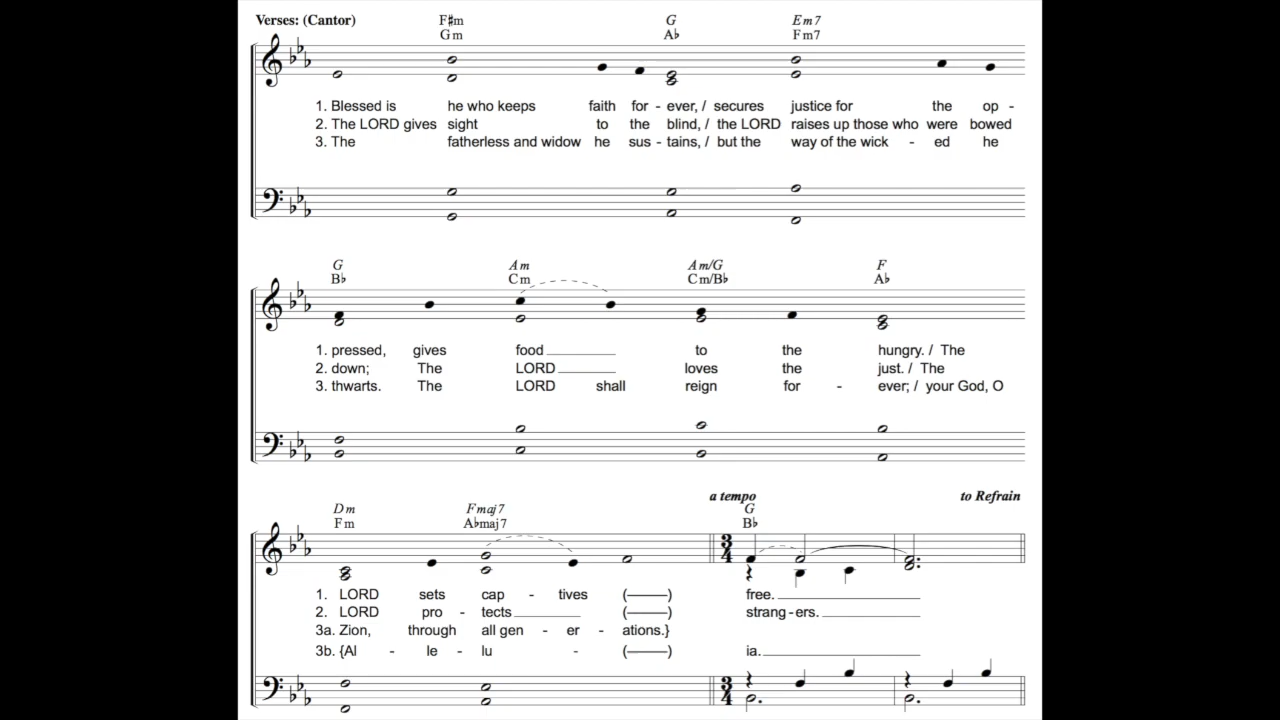 Verses: (Cantor) F♯m G Em7
Gm A♭ Fm7
1. Blessed is he who keeps faith for - ever, / secures justice for the op -
2. The LORD gives sight to the blind, / the LORD raises up those who were bowed
3. The fatherless and widow he sus - tains, / but the way of the wick - ed he
G Am Am/G F
B♭ Cm Cm/B♭ A♭
1. pressed, gives food to the hungry. / The
2. down; The LORD loves the just. / The
3. thwarts. The LORD shall reign for - ever; / your God, O
a tempo to Refrain
Dm Fmaj7 G
Fm A♭maj7 B♭
3 4
1. LORD sets cap - tives (———) free.
2. LORD pro - tects (———) strang - ers.
3a. Zion, through all gen - er - ations.}
3b. {Al - le - lu - (———) ia.
3 4